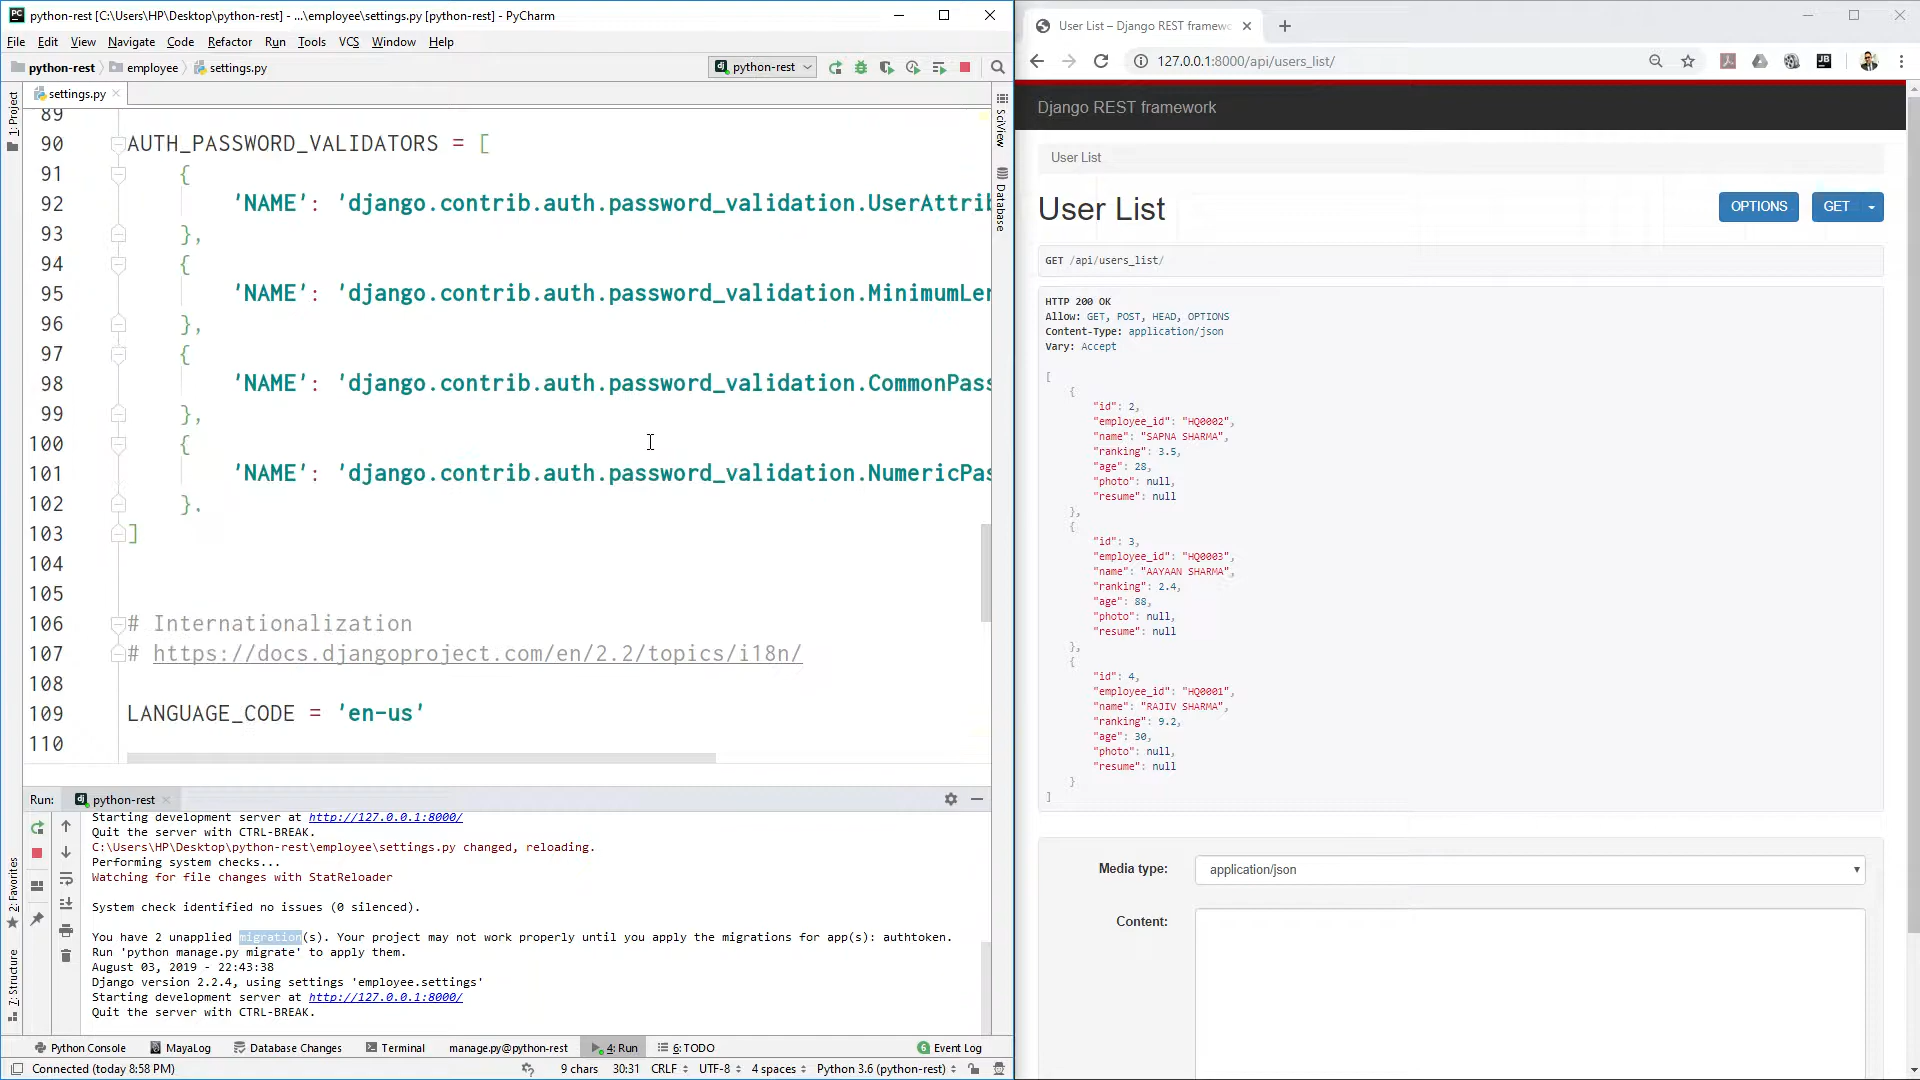 python-rest [C:\Users\HP\Desktop\python-rest] - ...\employee\settings.py [python-rest] - PyCharm
File Edit View Navigate Code Refactor Run Tools VCS Window Help
python-rest employee settings.py
python-rest
settings.py
1: Project
SciView
Database
2: Favorites
7: Structure
89
90 AUTH_PASSWORD_VALIDATORS = [
91 {
92 'NAME': 'django.contrib.auth.password_validation.UserAttrib
93 },
94 {
95 'NAME': 'django.contrib.auth.password_validation.MinimumLen
96 },
97 {
98 'NAME': 'django.contrib.auth.password_validation.CommonPass
99 },
100 {
101 'NAME': 'django.contrib.auth.password_validation.NumericPas
102 },
103 ]
104
105
106 # Internationalization
107 # https://docs.djangoproject.com/en/2.2/topics/i18n/
108
109 LANGUAGE_CODE = 'en-us'
110
Run: python-rest
Starting development server at http://127.0.0.1:8000/
Quit the server with CTRL-BREAK.
C:\Users\HP\Desktop\python-rest\employee\settings.py changed, reloading.
Performing system checks...
Watching for file changes with StatReloader
System check identified no issues (0 silenced).
You have 2 unapplied migration(s). Your project may not work properly until you apply the migrations for app(s): authtoken.
Run 'python manage.py migrate' to apply them.
August 03, 2019 - 22:43:38
Django version 2.2.4, using settings 'employee.settings'
Starting development server at http://127.0.0.1:8000/
Quit the server with CTRL-BREAK.
Python Console MayaLog Database Changes Terminal manage.py@python-rest 4: Run 6: TODO 6 Event Log
Connected (today 8:58 PM) 9 chars 30:31 CRLF UTF-8 4 spaces Python 3.6 (python-rest)
User List – Django REST framew
127.0.0.1:8000/api/users_list/
Django REST framework
User List
User List
OPTIONS GET
GET /api/users_list/
HTTP 200 OK
Allow: GET, POST, HEAD, OPTIONS
Content-Type: application/json
Vary: Accept
[
{
"id": 2,
"employee_id": "HQ0002",
"name": "SAPNA SHARMA",
"ranking": 3.5,
"age": 28,
"photo": null,
"resume": null
},
{
"id": 3,
"employee_id": "HQ0003",
"name": "AAYAAN SHARMA",
"ranking": 2.4,
"age": 88,
"photo": null,
"resume": null
},
{
"id": 4,
"employee_id": "HQ0001",
"name": "RAJIV SHARMA",
"ranking": 9.2,
"age": 30,
"photo": null,
"resume": null
}
]
Media type: application/json
Content: